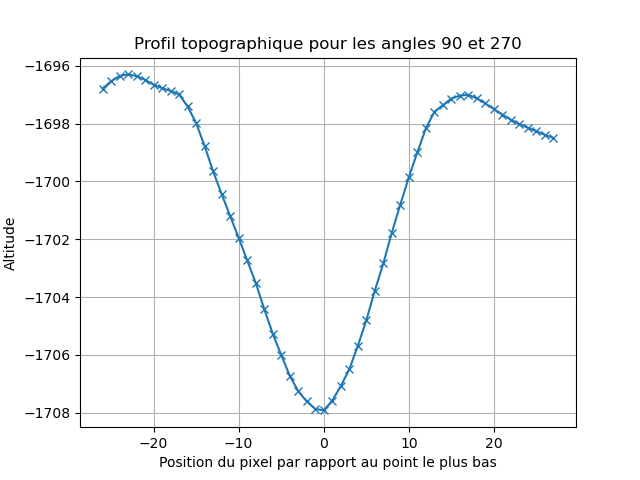 Profil topographique pour les angles 90 et 270
Altitude
−1696
−1698
−1700
−1702
−1704
−1706
−1708
−20 −10 0 10 20
Position du pixel par rapport au point le plus bas